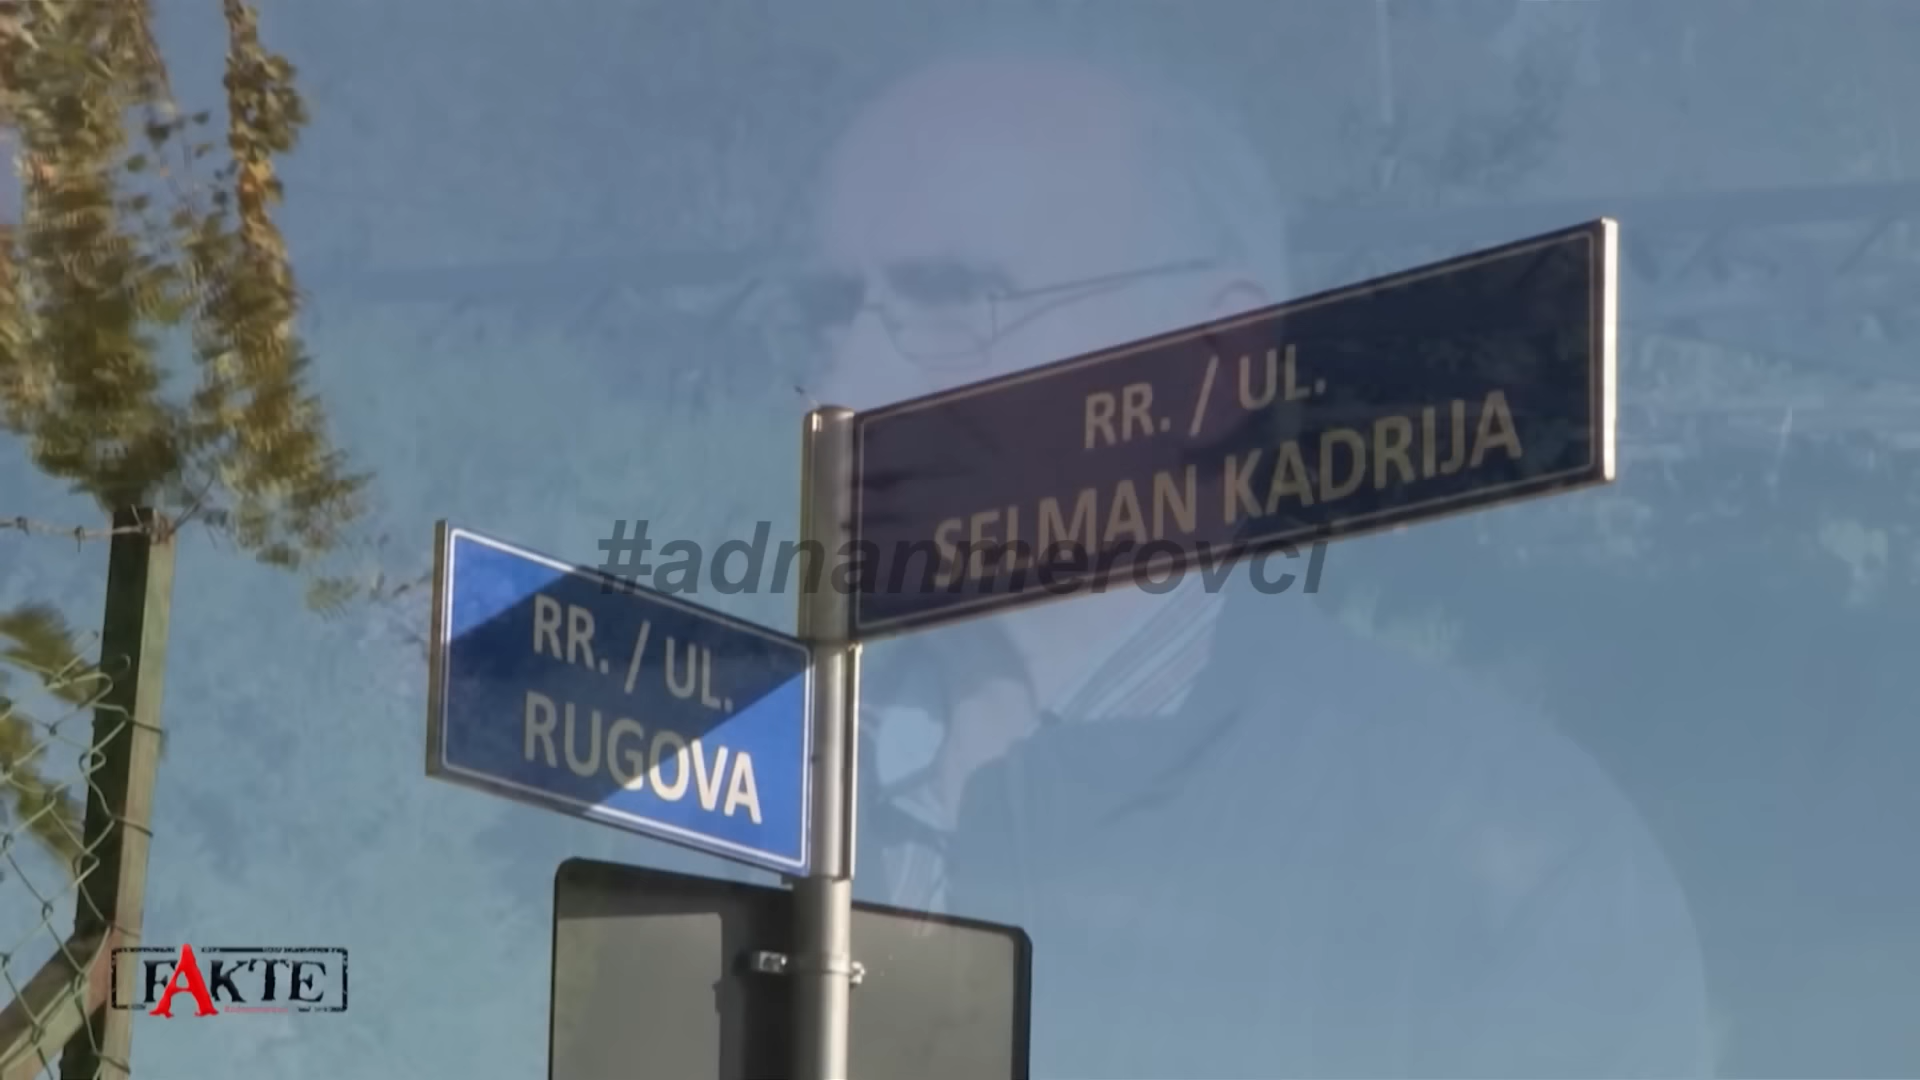 RR. / UL.
SELMAN KADRIJA
#adnanmerovci
RR. / UL.
RUGOVA
FAKTE